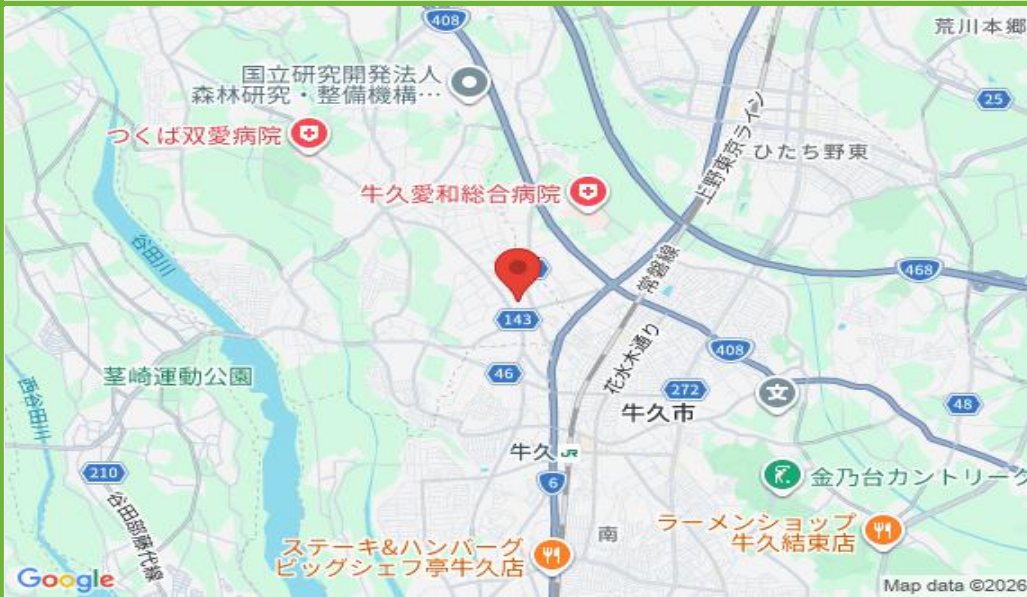 408
荒川本郷
国立研究開発法人
森林研究・整備機構…
25
つくば双愛病院
上野東京ライン
ひたち野東
牛久愛和総合病院
谷田川
常磐線
468
143
花水木通り
408
46
茎崎運動公園
272
文
西谷田川
牛久市
48
牛久
JR
210
6
金乃台カントリーク
谷田部藤代線
南
ラーメンショップ
牛久結束店
ステーキ&ハンバーグ
ビッグシェフ亭牛久店
Google
Map data ©2026